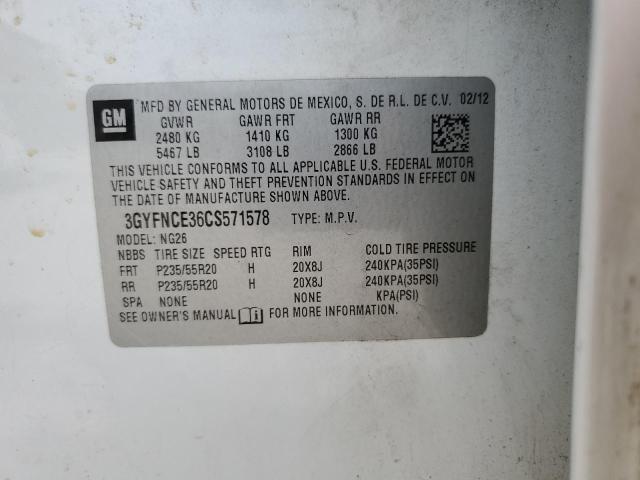 GM MFD BY GENERAL MOTORS DE MEXICO, S. DE R.L. DE C.V. 02/12
GVWR GAWR FRT GAWR RR
2480 KG 1410 KG 1300 KG
5467 LB 3108 LB 2866 LB
THIS VEHICLE CONFORMS TO ALL APPLICABLE U.S. FEDERAL MOTOR
VEHICLE SAFETY AND THEFT PREVENTION STANDARDS IN EFFECT ON
THE DATE OF MANUFACTURE SHOWN ABOVE.
3GYFNCE36CS571578 TYPE: M.P.V.
MODEL: NG26
NBBS TIRE SIZE SPEED RTG RIM COLD TIRE PRESSURE
FRT P235/55R20 H 20X8J 240KPA(35PSI)
RR P235/55R20 H 20X8J 240KPA(35PSI)
SPA NONE NONE KPA(PSI)
SEE OWNER'S MANUAL FOR MORE INFORMATION.